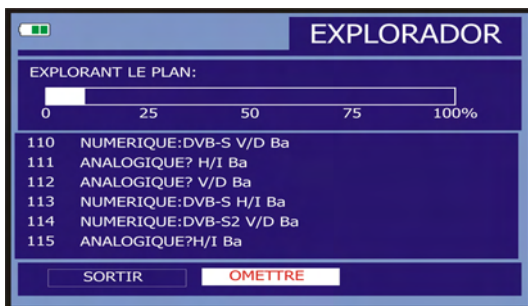 EXPLORADOR
EXPLORANT LE PLAN:
0 25 50 75 100%
110 NUMERIQUE:DVB-S V/D Ba
111 ANALOGIQUE? H/I Ba
112 ANALOGIQUE? V/D Ba
113 NUMERIQUE:DVB-S H/I Ba
114 NUMERIQUE:DVB-S2 V/D Ba
115 ANALOGIQUE?H/I Ba
SORTIR OMETTRE